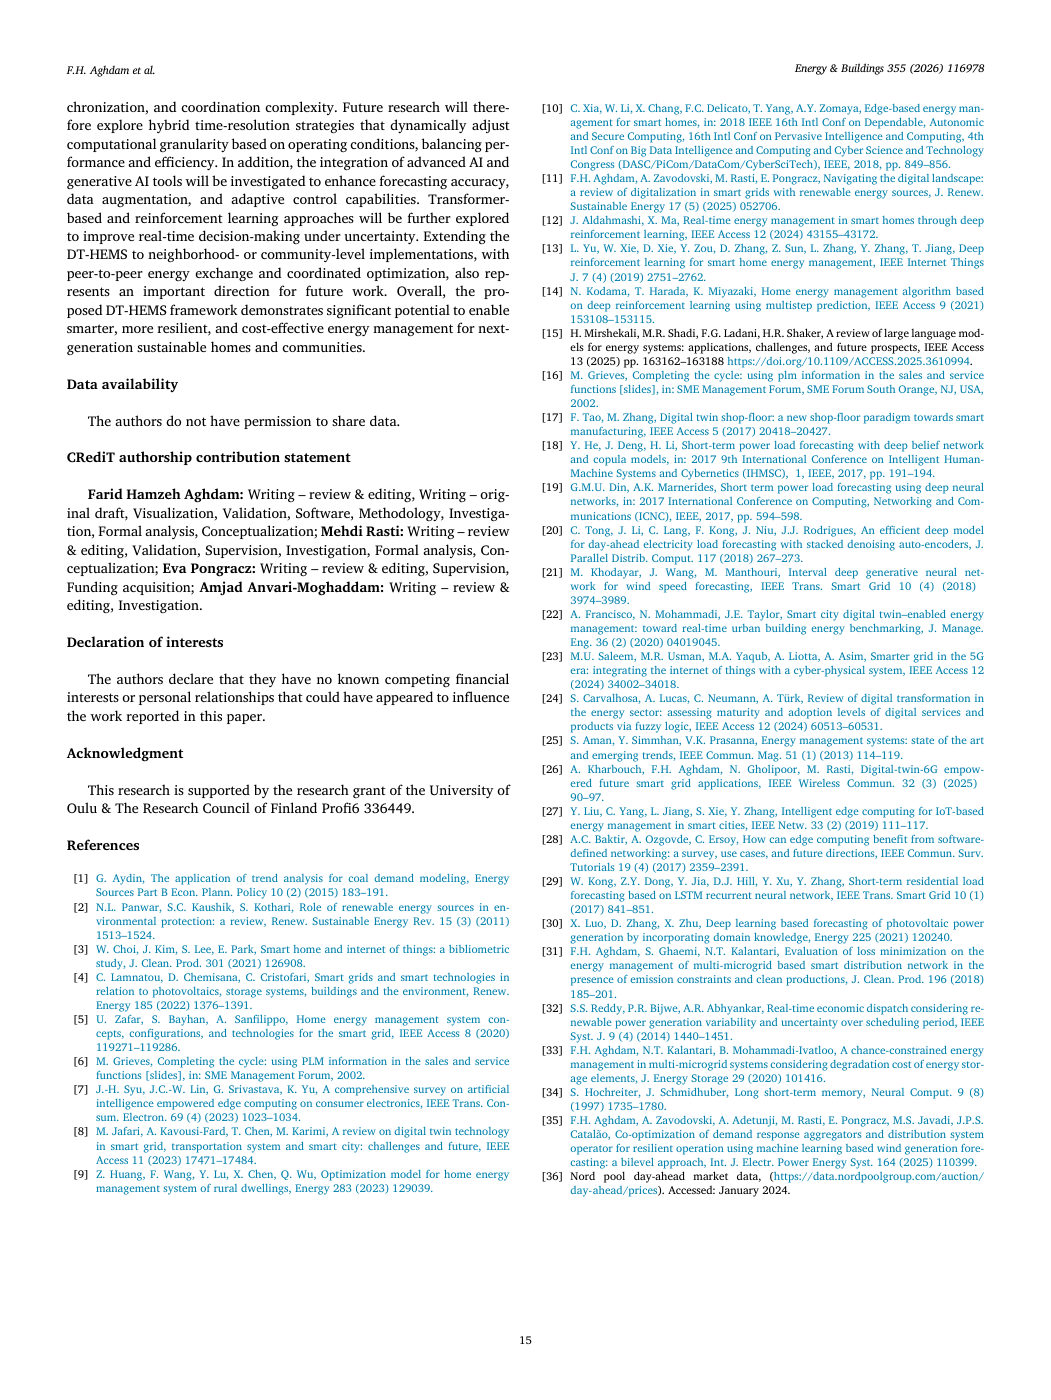 F.H. Aghdam et al.
Energy & Buildings 355 (2026) 116978
chronization, and coordination complexity. Future research will there-
fore explore hybrid time-resolution strategies that dynamically adjust
computational granularity based on operating conditions, balancing per-
formance and efficiency. In addition, the integration of advanced AI and
generative AI tools will be investigated to enhance forecasting accuracy,
data augmentation, and adaptive control capabilities. Transformer-
based and reinforcement learning approaches will be further explored
to improve real-time decision-making under uncertainty. Extending the
DT-HEMS to neighborhood- or community-level implementations, with
peer-to-peer energy exchange and coordinated optimization, also rep-
resents an important direction for future work. Overall, the pro-
posed DT-HEMS framework demonstrates significant potential to enable
smarter, more resilient, and cost-effective energy management for next-
generation sustainable homes and communities.
Data availability
The authors do not have permission to share data.
CRediT authorship contribution statement
Farid Hamzeh Aghdam: Writing – review & editing, Writing – orig-
inal draft, Visualization, Validation, Software, Methodology, Investiga-
tion, Formal analysis, Conceptualization; Mehdi Rasti: Writing – review
& editing, Validation, Supervision, Investigation, Formal analysis, Con-
ceptualization; Eva Pongracz: Writing – review & editing, Supervision,
Funding acquisition; Amjad Anvari-Moghaddam: Writing – review &
editing, Investigation.
Declaration of interests
The authors declare that they have no known competing financial
interests or personal relationships that could have appeared to influence
the work reported in this paper.
Acknowledgment
This research is supported by the research grant of the University of
Oulu & The Research Council of Finland Profi6 336449.
References
[1] G. Aydin, The application of trend analysis for coal demand modeling, Energy
Sources Part B Econ. Plann. Policy 10 (2) (2015) 183–191.
[2] N.L. Panwar, S.C. Kaushik, S. Kothari, Role of renewable energy sources in en-
vironmental protection: a review, Renew. Sustainable Energy Rev. 15 (3) (2011)
1513–1524.
[3] W. Choi, J. Kim, S. Lee, E. Park, Smart home and internet of things: a bibliometric
study, J. Clean. Prod. 301 (2021) 126908.
[4] C. Lamnatou, D. Chemisana, C. Cristofari, Smart grids and smart technologies in
relation to photovoltaics, storage systems, buildings and the environment, Renew.
Energy 185 (2022) 1376–1391.
[5] U. Zafar, S. Bayhan, A. Sanfilippo, Home energy management system con-
cepts, configurations, and technologies for the smart grid, IEEE Access 8 (2020)
119271–119286.
[6] M. Grieves, Completing the cycle: using PLM information in the sales and service
functions [slides], in: SME Management Forum, 2002.
[7] J.-H. Syu, J.C.-W. Lin, G. Srivastava, K. Yu, A comprehensive survey on artificial
intelligence empowered edge computing on consumer electronics, IEEE Trans. Con-
sum. Electron. 69 (4) (2023) 1023–1034.
[8] M. Jafari, A. Kavousi-Fard, T. Chen, M. Karimi, A review on digital twin technology
in smart grid, transportation system and smart city: challenges and future, IEEE
Access 11 (2023) 17471–17484.
[9] Z. Huang, F. Wang, Y. Lu, X. Chen, Q. Wu, Optimization model for home energy
management system of rural dwellings, Energy 283 (2023) 129039.
[10] C. Xia, W. Li, X. Chang, F.C. Delicato, T. Yang, A.Y. Zomaya, Edge-based energy man-
agement for smart homes, in: 2018 IEEE 16th Intl Conf on Dependable, Autonomic
and Secure Computing, 16th Intl Conf on Pervasive Intelligence and Computing, 4th
Intl Conf on Big Data Intelligence and Computing and Cyber Science and Technology
Congress (DASC/PiCom/DataCom/CyberSciTech), IEEE, 2018, pp. 849–856.
[11] F.H. Aghdam, A. Zavodovski, M. Rasti, E. Pongracz, Navigating the digital landscape:
a review of digitalization in smart grids with renewable energy sources, J. Renew.
Sustainable Energy 17 (5) (2025) 052706.
[12] J. Aldahmashi, X. Ma, Real-time energy management in smart homes through deep
reinforcement learning, IEEE Access 12 (2024) 43155–43172.
[13] L. Yu, W. Xie, D. Xie, Y. Zou, D. Zhang, Z. Sun, L. Zhang, Y. Zhang, T. Jiang, Deep
reinforcement learning for smart home energy management, IEEE Internet Things
J. 7 (4) (2019) 2751–2762.
[14] N. Kodama, T. Harada, K. Miyazaki, Home energy management algorithm based
on deep reinforcement learning using multistep prediction, IEEE Access 9 (2021)
153108–153115.
[15] H. Mirshekali, M.R. Shadi, F.G. Ladani, H.R. Shaker, A review of large language mod-
els for energy systems: applications, challenges, and future prospects, IEEE Access
13 (2025) pp. 163162–163188 https://doi.org/10.1109/ACCESS.2025.3610994.
[16] M. Grieves, Completing the cycle: using plm information in the sales and service
functions [slides], in: SME Management Forum, SME Forum South Orange, NJ, USA,
2002.
[17] F. Tao, M. Zhang, Digital twin shop-floor: a new shop-floor paradigm towards smart
manufacturing, IEEE Access 5 (2017) 20418–20427.
[18] Y. He, J. Deng, H. Li, Short-term power load forecasting with deep belief network
and copula models, in: 2017 9th International Conference on Intelligent Human-
Machine Systems and Cybernetics (IHMSC), 1, IEEE, 2017, pp. 191–194.
[19] G.M.U. Din, A.K. Marnerides, Short term power load forecasting using deep neural
networks, in: 2017 International Conference on Computing, Networking and Com-
munications (ICNC), IEEE, 2017, pp. 594–598.
[20] C. Tong, J. Li, C. Lang, F. Kong, J. Niu, J.J. Rodrigues, An efficient deep model
for day-ahead electricity load forecasting with stacked denoising auto-encoders, J.
Parallel Distrib. Comput. 117 (2018) 267–273.
[21] M. Khodayar, J. Wang, M. Manthouri, Interval deep generative neural net-
work for wind speed forecasting, IEEE Trans. Smart Grid 10 (4) (2018)
3974–3989.
[22] A. Francisco, N. Mohammadi, J.E. Taylor, Smart city digital twin–enabled energy
management: toward real-time urban building energy benchmarking, J. Manage.
Eng. 36 (2) (2020) 04019045.
[23] M.U. Saleem, M.R. Usman, M.A. Yaqub, A. Liotta, A. Asim, Smarter grid in the 5G
era: integrating the internet of things with a cyber-physical system, IEEE Access 12
(2024) 34002–34018.
[24] S. Carvalhosa, A. Lucas, C. Neumann, A. Türk, Review of digital transformation in
the energy sector: assessing maturity and adoption levels of digital services and
products via fuzzy logic, IEEE Access 12 (2024) 60513–60531.
[25] S. Aman, Y. Simmhan, V.K. Prasanna, Energy management systems: state of the art
and emerging trends, IEEE Commun. Mag. 51 (1) (2013) 114–119.
[26] A. Kharbouch, F.H. Aghdam, N. Gholipoor, M. Rasti, Digital-twin-6G empow-
ered future smart grid applications, IEEE Wireless Commun. 32 (3) (2025)
90–97.
[27] Y. Liu, C. Yang, L. Jiang, S. Xie, Y. Zhang, Intelligent edge computing for IoT-based
energy management in smart cities, IEEE Netw. 33 (2) (2019) 111–117.
[28] A.C. Baktir, A. Ozgovde, C. Ersoy, How can edge computing benefit from software-
defined networking: a survey, use cases, and future directions, IEEE Commun. Surv.
Tutorials 19 (4) (2017) 2359–2391.
[29] W. Kong, Z.Y. Dong, Y. Jia, D.J. Hill, Y. Xu, Y. Zhang, Short-term residential load
forecasting based on LSTM recurrent neural network, IEEE Trans. Smart Grid 10 (1)
(2017) 841–851.
[30] X. Luo, D. Zhang, X. Zhu, Deep learning based forecasting of photovoltaic power
generation by incorporating domain knowledge, Energy 225 (2021) 120240.
[31] F.H. Aghdam, S. Ghaemi, N.T. Kalantari, Evaluation of loss minimization on the
energy management of multi-microgrid based smart distribution network in the
presence of emission constraints and clean productions, J. Clean. Prod. 196 (2018)
185–201.
[32] S.S. Reddy, P.R. Bijwe, A.R. Abhyankar, Real-time economic dispatch considering re-
newable power generation variability and uncertainty over scheduling period, IEEE
Syst. J. 9 (4) (2014) 1440–1451.
[33] F.H. Aghdam, N.T. Kalantari, B. Mohammadi-Ivatloo, A chance-constrained energy
management in multi-microgrid systems considering degradation cost of energy stor-
age elements, J. Energy Storage 29 (2020) 101416.
[34] S. Hochreiter, J. Schmidhuber, Long short-term memory, Neural Comput. 9 (8)
(1997) 1735–1780.
[35] F.H. Aghdam, A. Zavodovski, A. Adetunji, M. Rasti, E. Pongracz, M.S. Javadi, J.P.S.
Catalão, Co-optimization of demand response aggregators and distribution system
operator for resilient operation using machine learning based wind generation fore-
casting: a bilevel approach, Int. J. Electr. Power Energy Syst. 164 (2025) 110399.
[36] Nord pool day-ahead market data, (https://data.nordpoolgroup.com/auction/
day-ahead/prices). Accessed: January 2024.
15